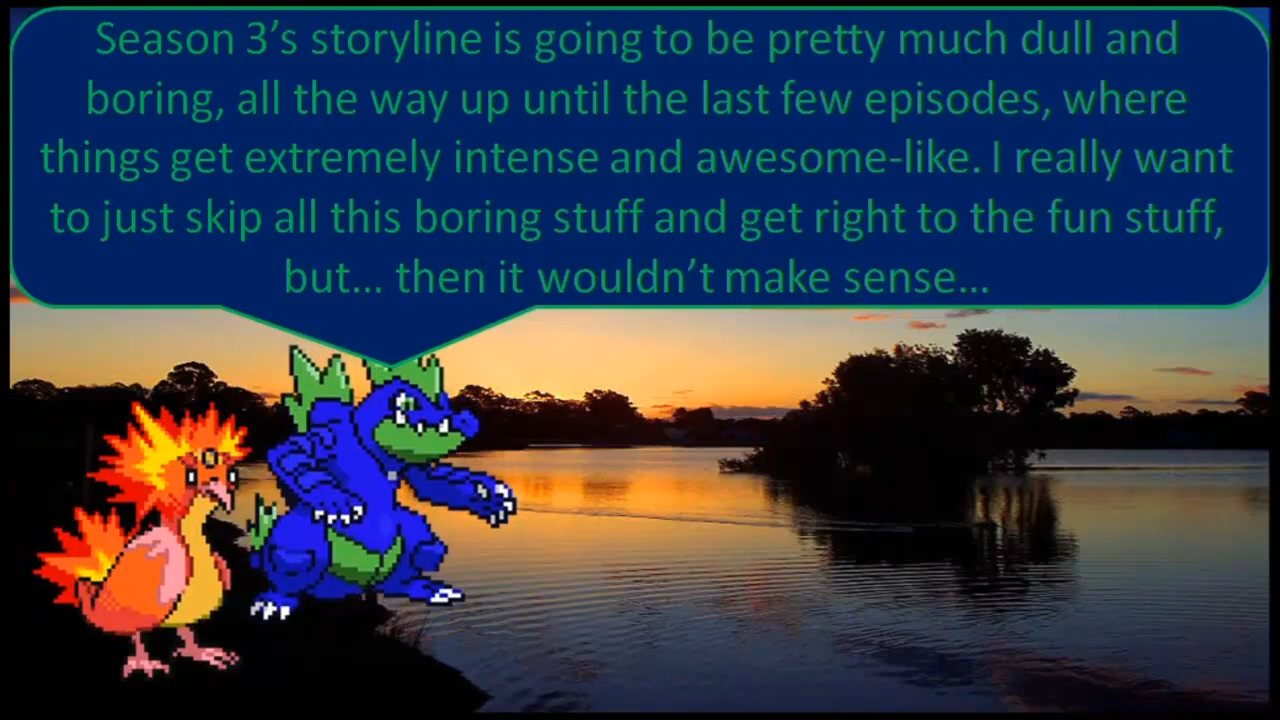 Season 3’s storyline is going to be pretty much dull and
boring, all the way up until the last few episodes, where
things get extremely intense and awesome-like. I really want
to just skip all this boring stuff and get right to the fun stuff,
but... then it wouldn’t make sense...